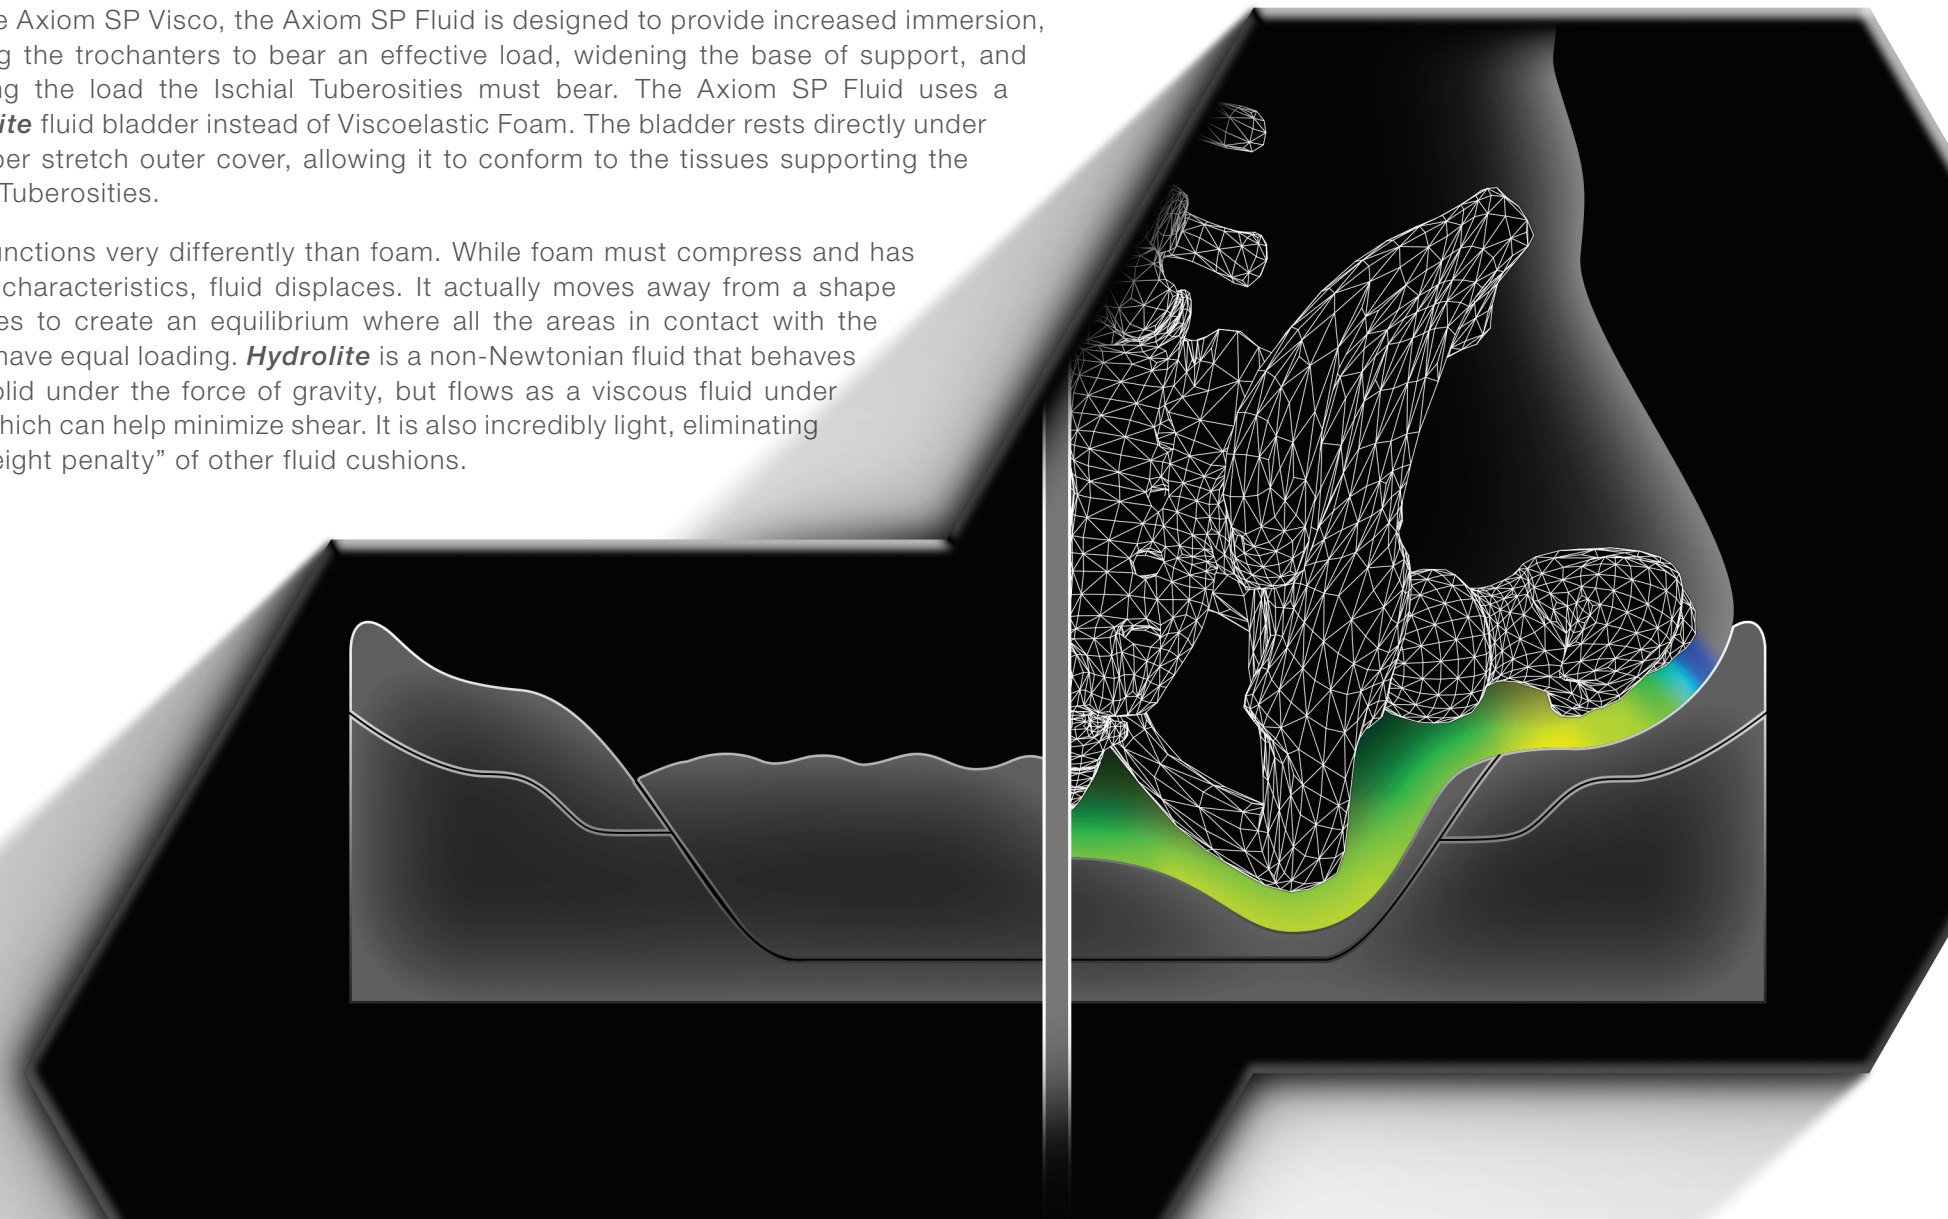 e Axiom SP Visco, the Axiom SP Fluid is designed to provide increased immersion,
g the trochanters to bear an effective load, widening the base of support, and
ng the load the Ischial Tuberosities must bear. The Axiom SP Fluid uses a
ite fluid bladder instead of Viscoelastic Foam. The bladder rests directly under
per stretch outer cover, allowing it to conform to the tissues supporting the
Tuberosities.
nctions very differently than foam. While foam must compress and has
characteristics, fluid displaces. It actually moves away from a shape
es to create an equilibrium where all the areas in contact with the
have equal loading. Hydrolite is a non-Newtonian fluid that behaves
olid under the force of gravity, but flows as a viscous fluid under
which can help minimize shear. It is also incredibly light, eliminating
eight penalty” of other fluid cushions.